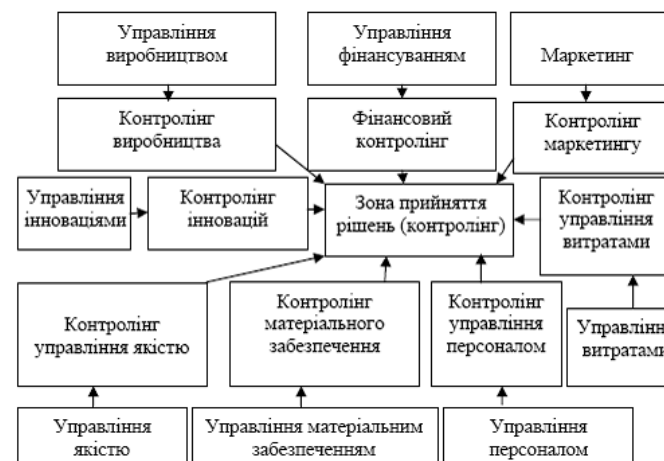 Управління
виробництвом
Управління
фінансуванням
Маркетинг
Контролінг
виробництва
Фінансовий
контролінг
Контролінг
маркетингу
Управління
інноваціями
Контролінг
інновацій
Зона прийняття
рішень (контролінг)
Контролінг
управління
витратами
Контролінг
управління якістю
Контролінг
матеріального
забезпечення
Контролінг
управління
персоналом
Управління
витратами
Управління
якістю
Управління матеріальним
забезпеченням
Управління
персоналом